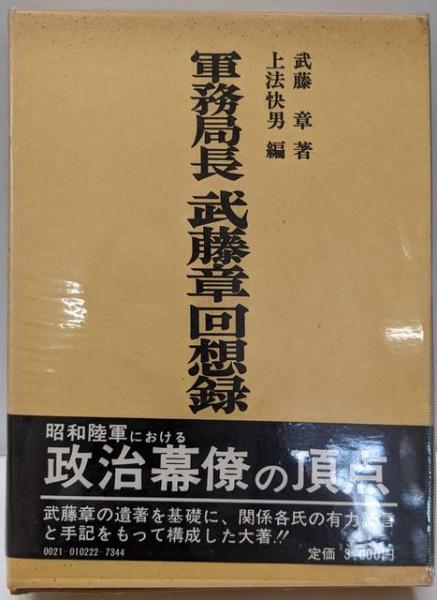 武藤 章 著
上法快男 編
軍務局長 武藤章回想録
昭和陸軍における
政治幕僚の頂点
武藤章の遺著を基礎に、関係各氏の有力証言
と手記をもって構成した大著!!
0021-010222-7344
定価 3,000円